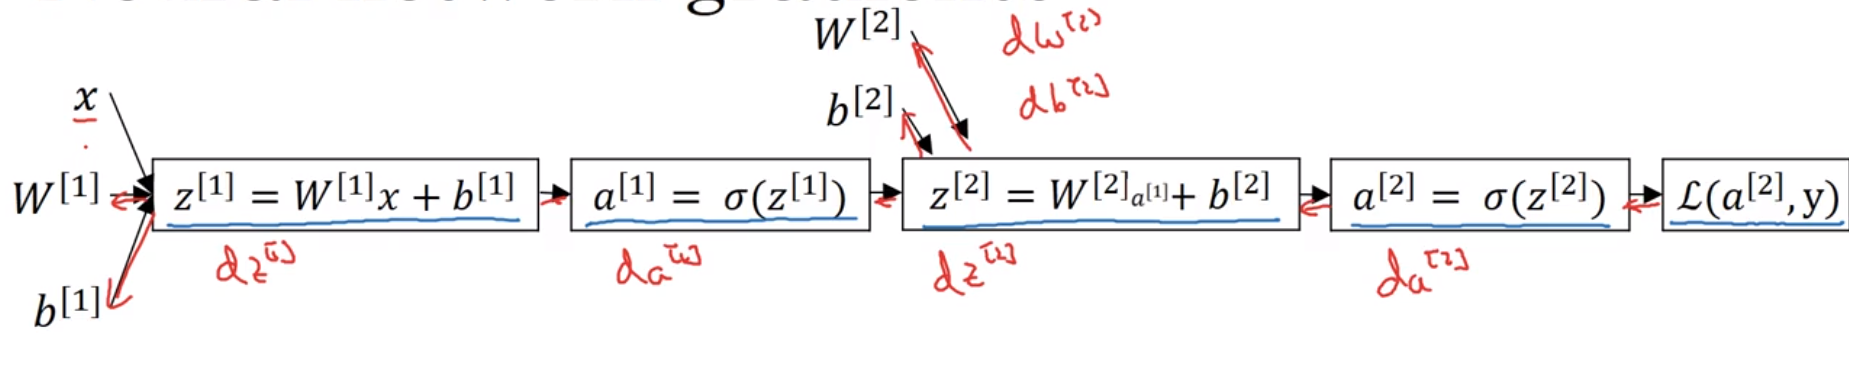 W^[2] dw^[2]
x b^[2] db^[2]
W^[1] z^[1] = W^[1]x + b^[1] a^[1] = σ(z^[1]) z^[2] = W^[2]a^[1]+ b^[2] a^[2] = σ(z^[2]) ℒ(a^[2],y)
dz^[1] da^[1] dz^[2] da^[2]
b^[1]